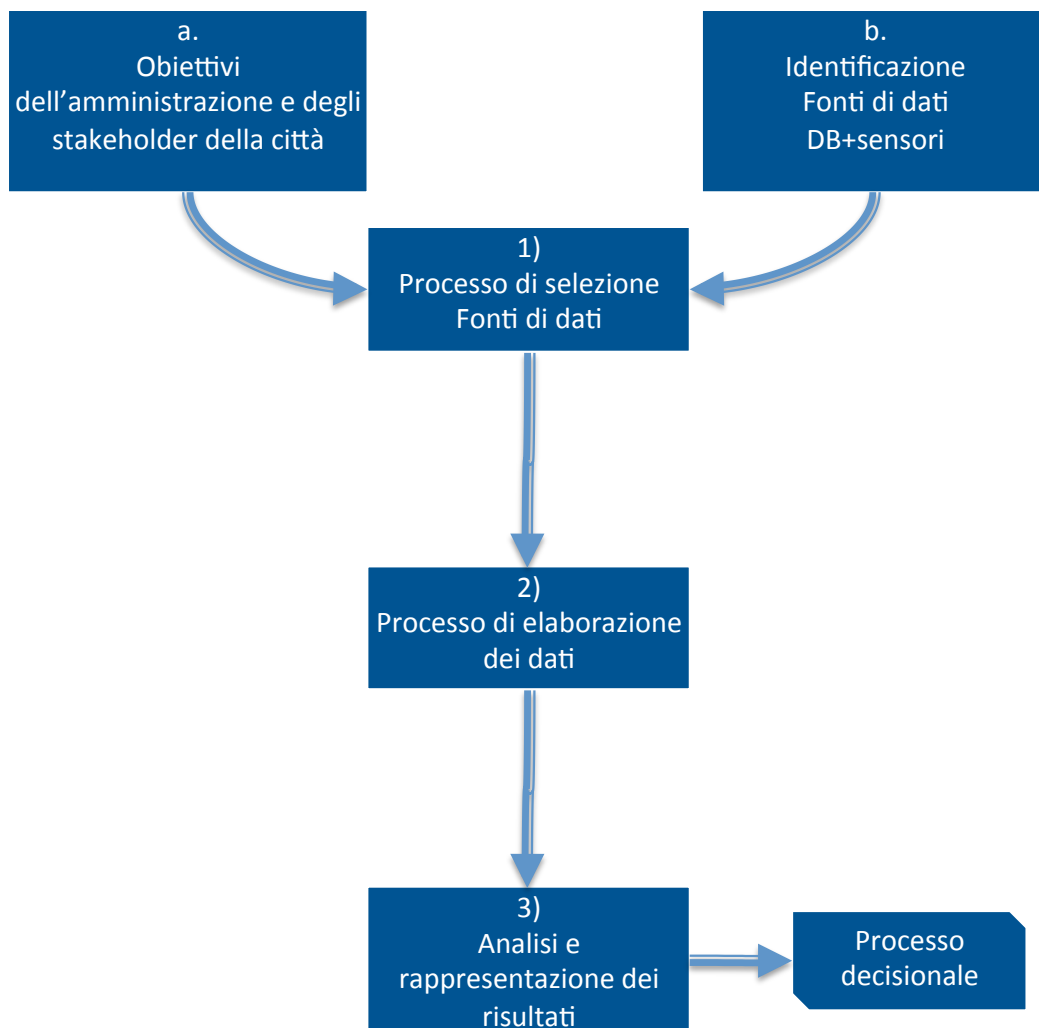 a.
Obiettivi
dell’amministrazione e degli
stakeholder della città
b.
Identificazione
Fonti di dati
DB+sensori
1)
Processo di selezione
Fonti di dati
2)
Processo di elaborazione
dei dati
3)
Analisi e
rappresentazione dei
risultati
Processo
decisionale